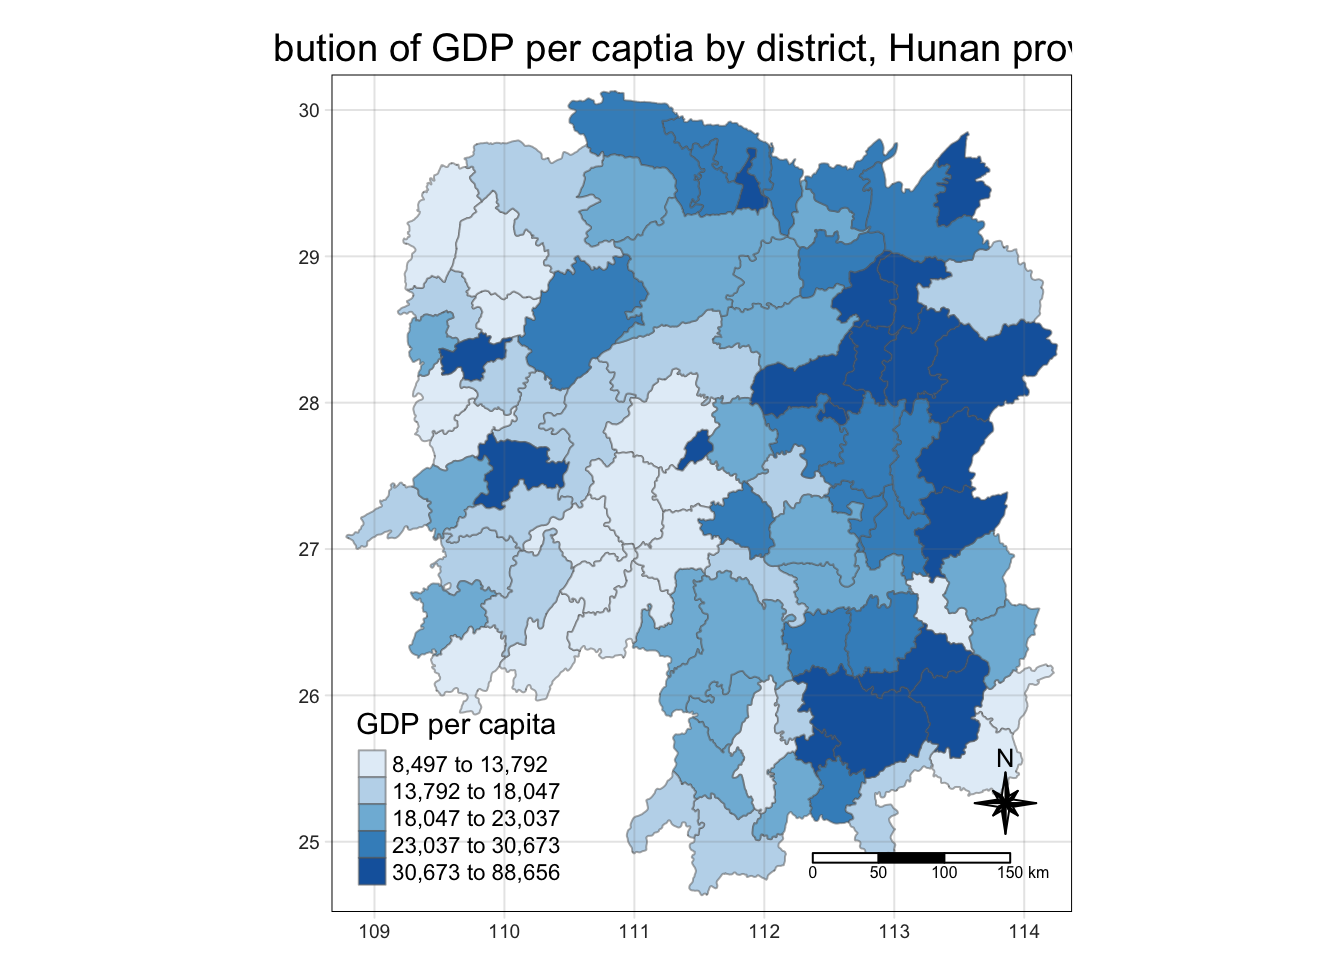 bution of GDP per captia by district, Hunan prov
30
29
28
27
26
25
GDP per capita
8,497 to 13,792
13,792 to 18,047
18,047 to 23,037
23,037 to 30,673
30,673 to 88,656
N
0 50 100 150 km
109 110 111 112 113 114